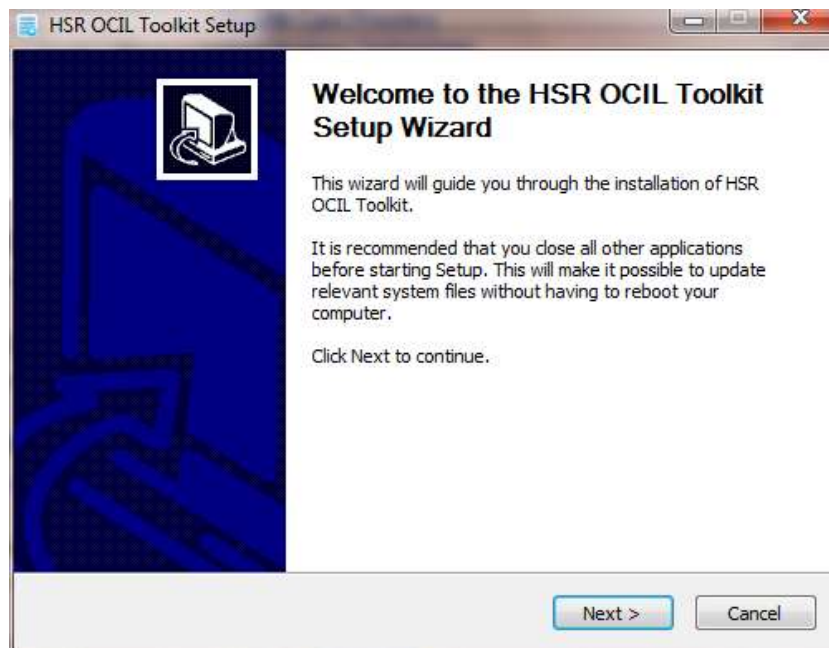 HSR OCIL Toolkit Setup
Welcome to the HSR OCIL Toolkit
Setup Wizard
This wizard will guide you through the installation of HSR
OCIL Toolkit.
It is recommended that you close all other applications
before starting Setup. This will make it possible to update
relevant system files without having to reboot your
computer.
Click Next to continue.
Next > Cancel